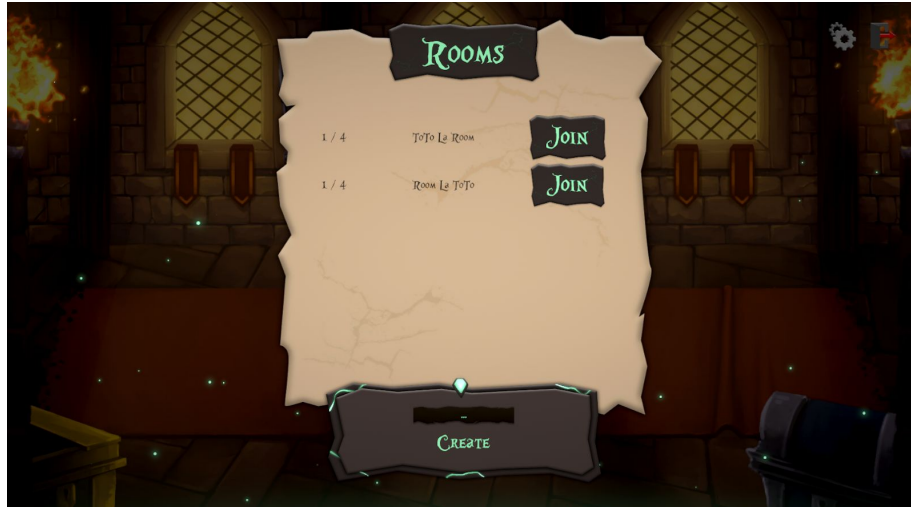 Rooms
1 / 4 ToTo La Room Join
1 / 4 Room La ToTo Join
...
Create